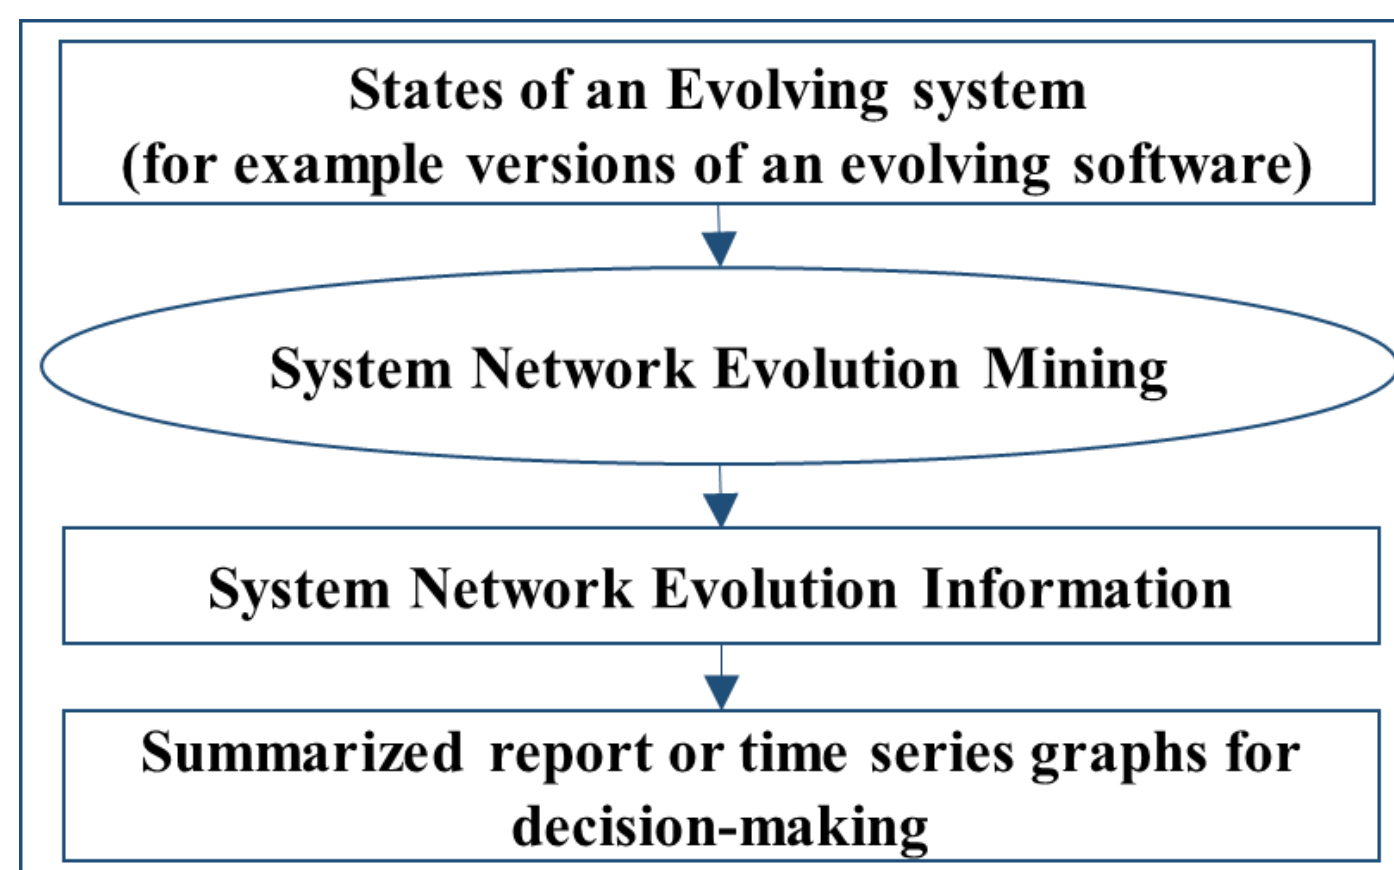 States of an Evolving system
(for example versions of an evolving software)
System Network Evolution Mining
System Network Evolution Information
Summarized report or time series graphs for
decision-making